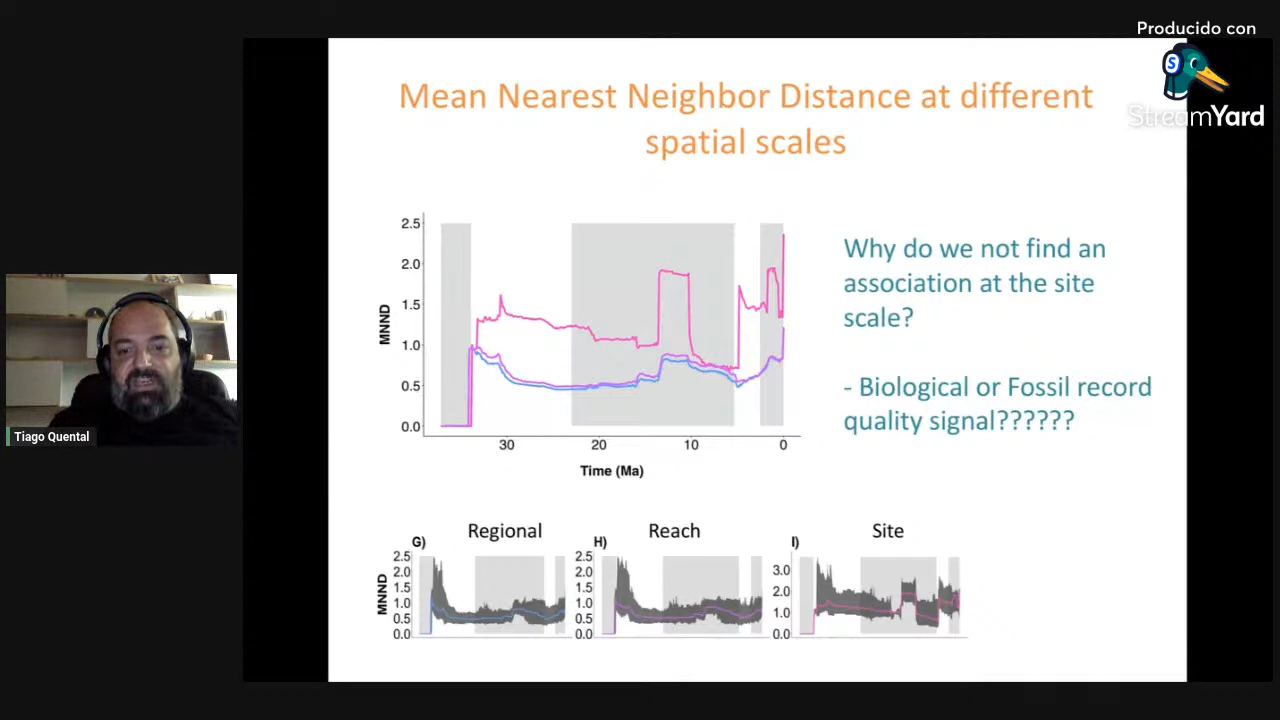 Producido con
StreamYard
Mean Nearest Neighbor Distance at different
spatial scales
2.5
2.0
1.5
1.0
0.5
0.0
MNND
30
20
10
0
Time (Ma)
Why do we not find an
association at the site
scale?
- Biological or Fossil record
quality signal??????
Tiago Quental
Regional
Reach
Site
G)
H)
I)
2.5
2.0
1.5
1.0
0.5
0.0
MNND
2.5
2.0
1.5
1.0
0.5
0.0
3.0
2.0
1.0
0.0